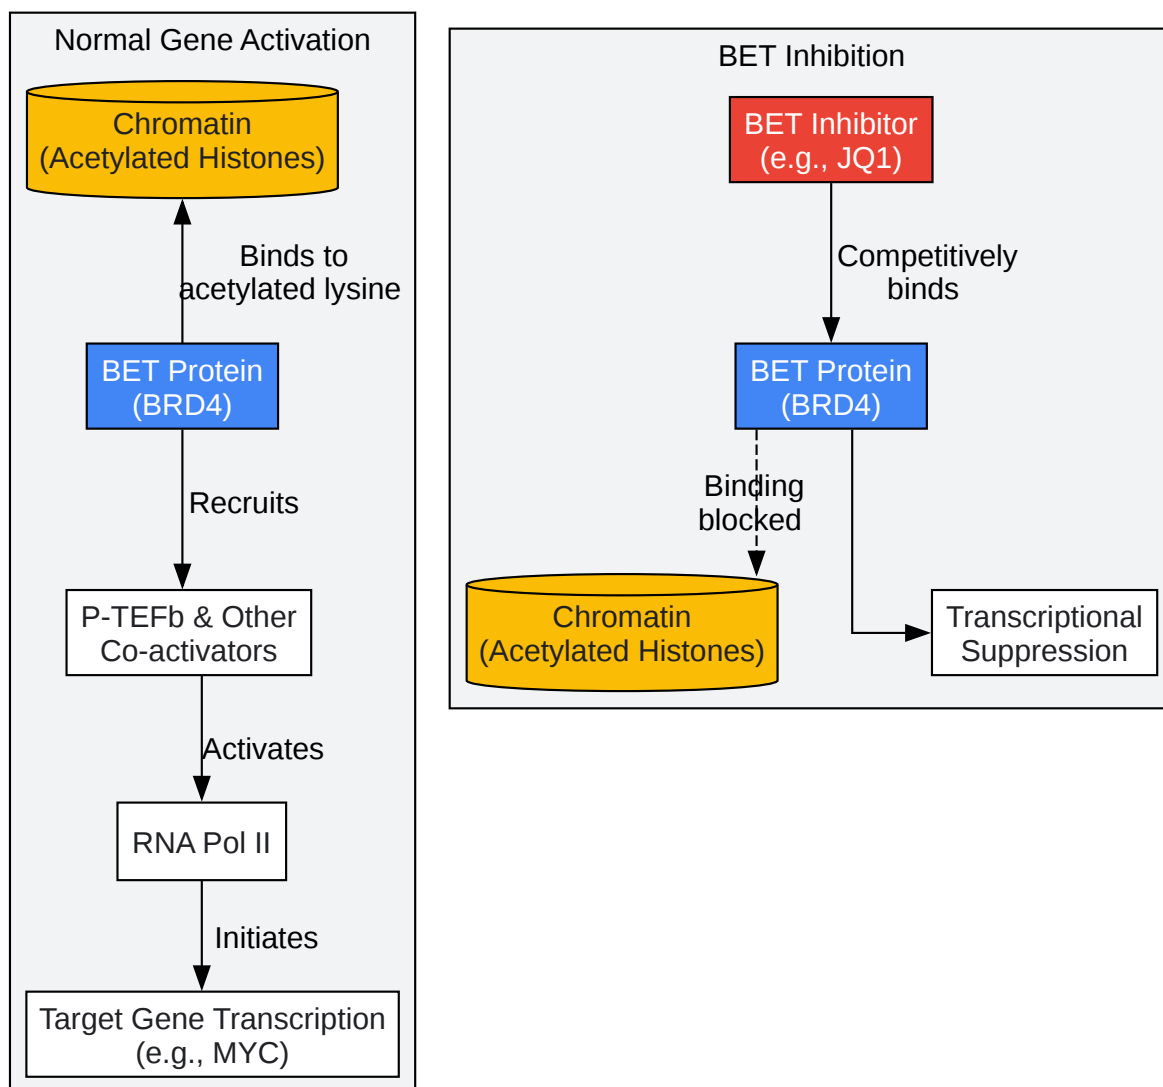 Normal Gene Activation
Chromatin
(Acetylated Histones)
Binds to
acetylated lysine
BET Protein
(BRD4)
Recruits
P-TEFb & Other
Co-activators
Activates
RNA Pol II
Initiates
Target Gene Transcription
(e.g., MYC)
BET Inhibition
BET Inhibitor
(e.g., JQ1)
Competitively
binds
BET Protein
(BRD4)
Binding
blocked
Chromatin
(Acetylated Histones)
Transcriptional
Suppression